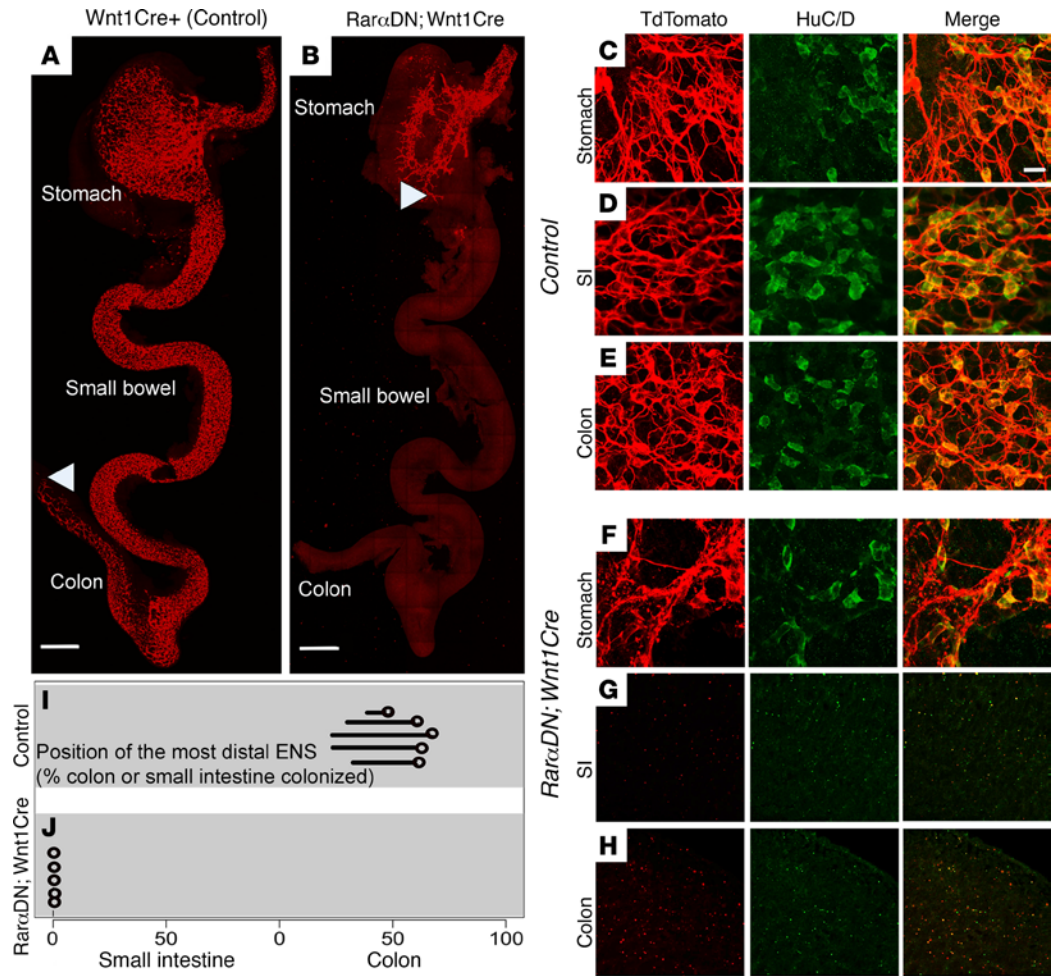 Wnt1Cre+ (Control)
RarαDN; Wnt1Cre
A
B
Stomach
Stomach
Small bowel
Small bowel
Colon
Colon
TdTomato
HuC/D
Merge
Control
C
Stomach
D
SI
E
Colon
RarαDN; Wnt1Cre
F
Stomach
G
SI
H
Colon
Control
I
Position of the most distal ENS
(% colon or small intestine colonized)
RarαDN; Wnt1Cre
J
0 50 0 50 100
Small intestine
Colon